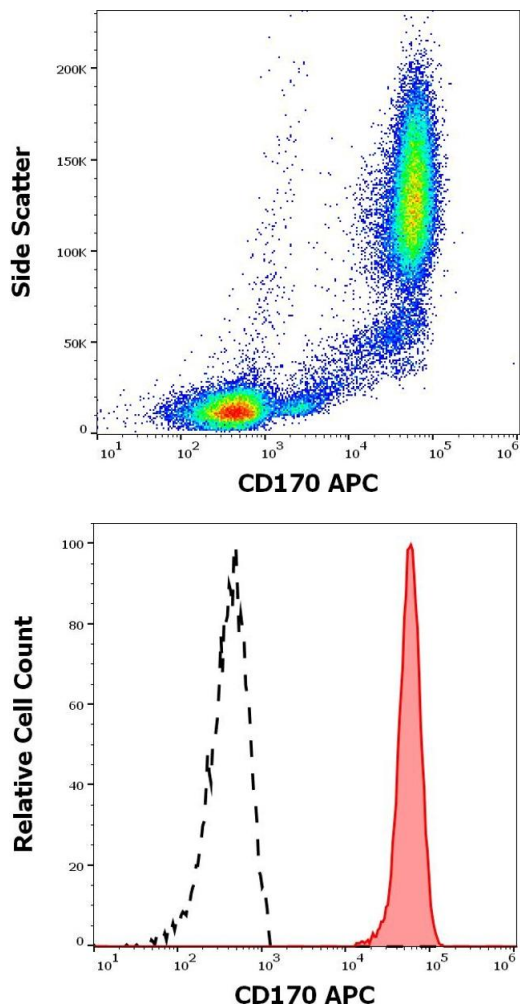 Side Scatter
200K
150K
100K
50K
0
10¹ 10² 10³ 10⁴ 10⁵ 10⁶
CD170 APC
Relative Cell Count
100
80
60
40
20
0
10¹ 10² 10³ 10⁴ 10⁵ 10⁶
CD170 APC